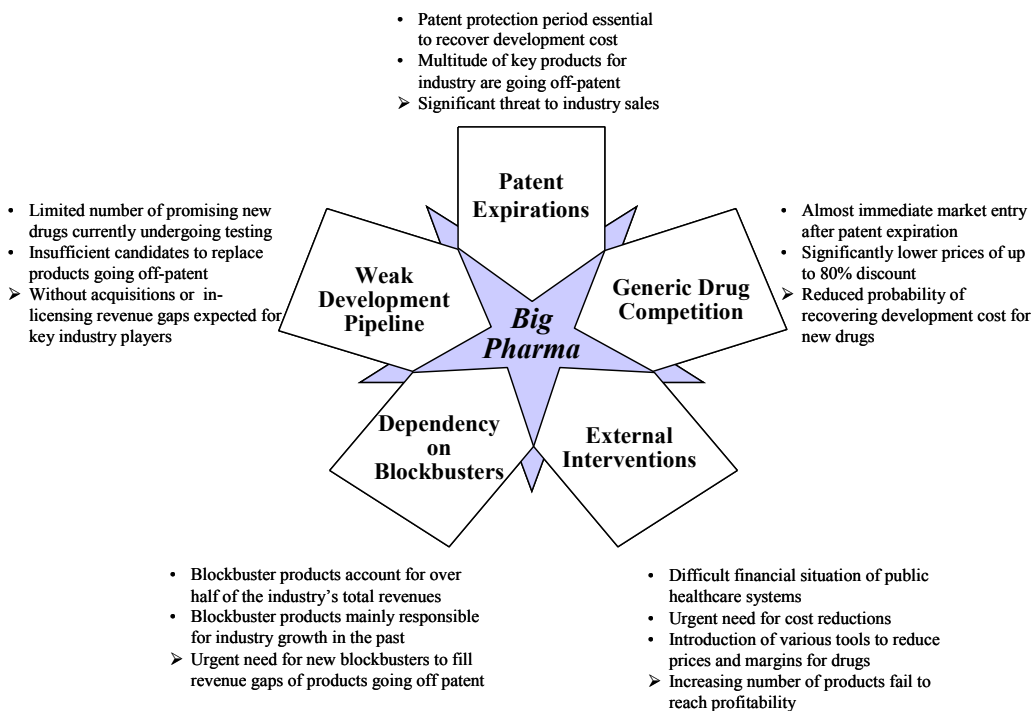 • Patent protection period essential
to recover development cost
• Multitude of key products for
industry are going off-patent
➢ Significant threat to industry sales
Patent
Expirations
• Limited number of promising new
drugs currently undergoing testing
• Insufficient candidates to replace
products going off-patent
➢ Without acquisitions or in-
licensing revenue gaps expected for
key industry players
Weak
Development
Pipeline
Big
Pharma
Generic Drug
Competition
• Almost immediate market entry
after patent expiration
• Significantly lower prices of up
to 80% discount
➢ Reduced probability of
recovering development cost for
new drugs
Dependency
on
Blockbusters
External
Interventions
• Blockbuster products account for over
half of the industry’s total revenues
• Blockbuster products mainly responsible
for industry growth in the past
➢ Urgent need for new blockbusters to fill
revenue gaps of products going off patent
• Difficult financial situation of public
healthcare systems
• Urgent need for cost reductions
• Introduction of various tools to reduce
prices and margins for drugs
➢ Increasing number of products fail to
reach profitability